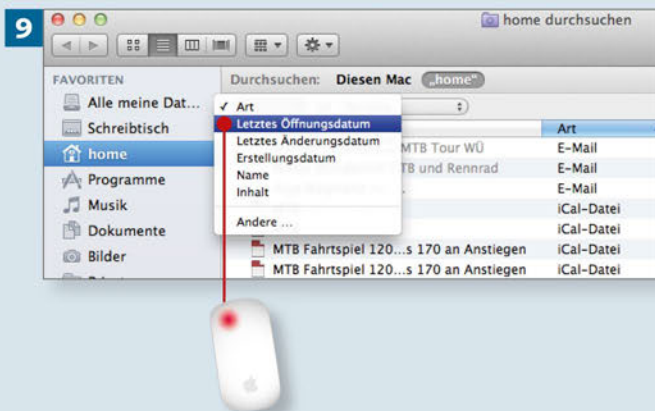 9
home durchsuchen
FAVORITEN
Durchsuchen: Diesen Mac „home“
Alle meine Dat...
✓ Art
Schreibtisch
Letztes Öffnungsdatum
Art
home
Letztes Änderungsdatum
MTB Tour WÜ
E-Mail
Erstellungsdatum
TB und Rennrad
E-Mail
Programme
Name
E-Mail
Musik
Inhalt
iCal-Datei
Dokumente
Andere ...
iCal-Datei
Bilder
MTB Fahrtspiel 120...s 170 an Anstiegen
iCal-Datei
MTB Fahrtspiel 120...s 170 an Anstiegen
iCal-Datei